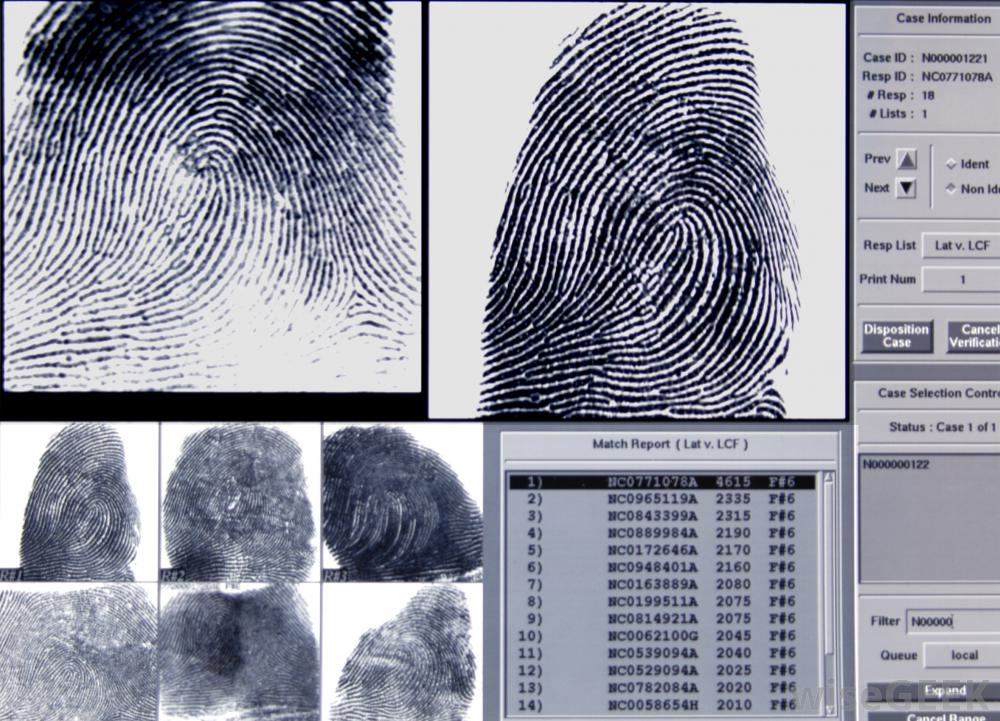 Case Information
Case ID : N000001221
Resp ID : NC0771078A
# Resp : 18
# Lists : 1
Prev
Ident
Next
Non Ide
Resp List Lat v. LCF
Print Num 1
Disposition Case
Cancel Verificati
Case Selection Contro
Status : Case 1 of 1
N000000122
Match Report ( Lat v. LCF )
1) NC0771078A 4615 F#6
2) NC0965119A 2335 F#6
3) NC0843399A 2315 F#6
4) NC0889984A 2190 F#6
5) NC0172646A 2170 F#6
6) NC0948401A 2160 F#6
7) NC0163889A 2080 F#6
8) NC0199511A 2075 F#6
9) NC0814921A 2075 F#6
10) NC0062100G 2045 F#6
11) NC0539094A 2040 F#6
12) NC0529094A 2025 F#6
13) NC0782084A 2020 F#6
14) NC0058654H 2010 F#6
R#1
R#2
R#3
Filter N00000
Queue local
Expand
Cancel Range
wiseGEEK